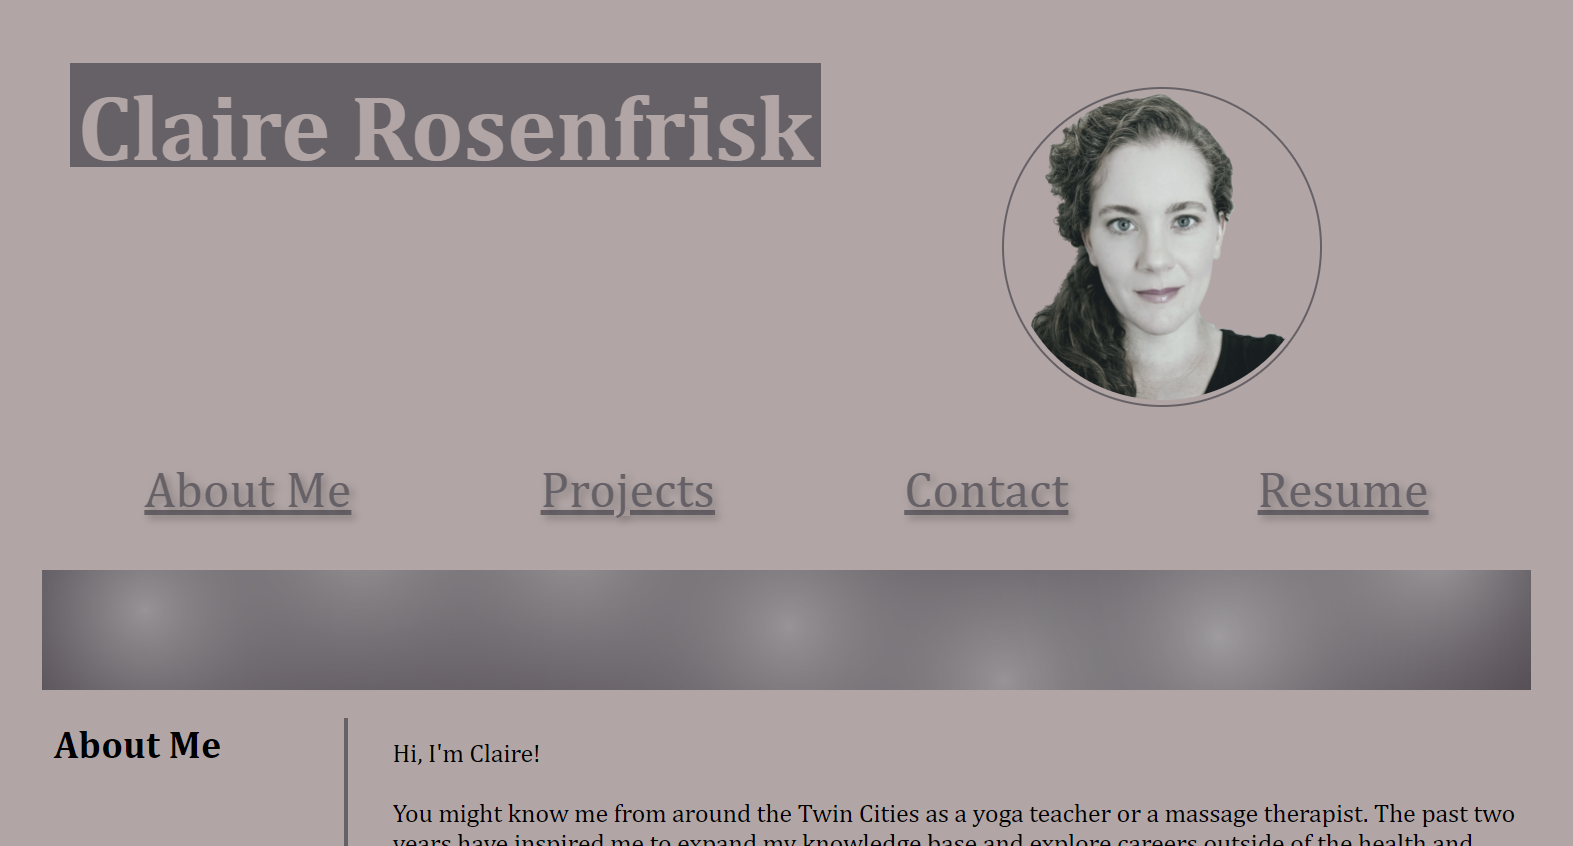 Claire Rosenfrisk
About Me Projects Contact Resume
About Me
Hi, I'm Claire!
You might know me from around the Twin Cities as a yoga teacher or a massage therapist. The past two
years have inspired me to expand my knowledge base and explore careers outside of the health and